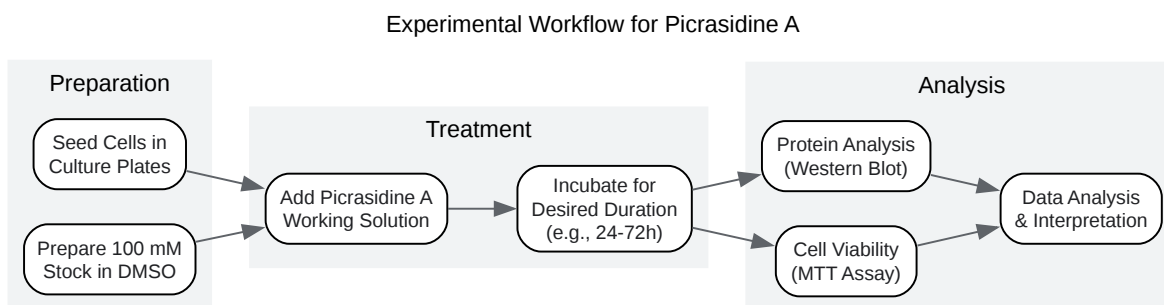 Experimental Workflow for Picrasidine A
Preparation
Seed Cells in
Culture Plates
Prepare 100 mM
Stock in DMSO
Treatment
Add Picrasidine A
Working Solution
Incubate for
Desired Duration
(e.g., 24-72h)
Analysis
Protein Analysis
(Western Blot)
Cell Viability
(MTT Assay)
Data Analysis
& Interpretation